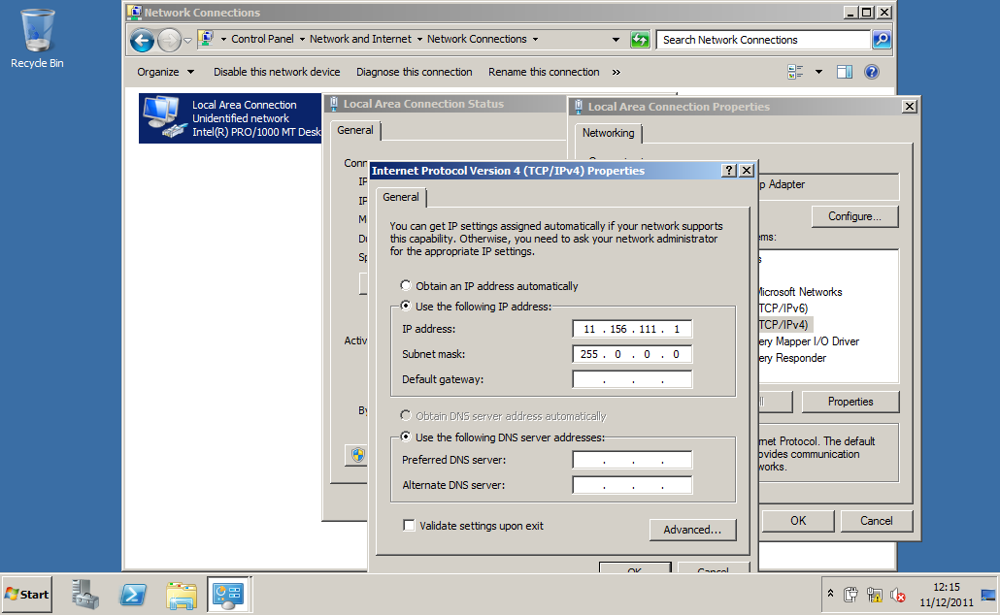 Recycle Bin
Network Connections
Control Panel
Network and Internet
Network Connections
Search Network Connections
Organize
Disable this network device
Diagnose this connection
Rename this connection
»
Local Area Connection
Unidentified network
Intel(R) PRO/1000 MT Desk
Local Area Connection Status
General
Conn
IP
IP
M
Du
Sp
Activ
By
Local Area Connection Properties
Networking
p Adapter
Configure...
ems:
s
Microsoft Networks
TCP/IPv6)
TCP/IPv4)
ery Mapper I/O Driver
ery Responder
ll
Properties
rnet Protocol. The default
ovides communication
works.
OK
Cancel
Internet Protocol Version 4 (TCP/IPv4) Properties
General
You can get IP settings assigned automatically if your network supports
this capability. Otherwise, you need to ask your network administrator
for the appropriate IP settings.
Obtain an IP address automatically
Use the following IP address:
IP address:
11 . 156 . 111 . 1
Subnet mask:
255 . 0 . 0 . 0
Default gateway:
. . .
Obtain DNS server address automatically
Use the following DNS server addresses:
Preferred DNS server:
. . .
Alternate DNS server:
. . .
Validate settings upon exit
Advanced...
OK
Cancel
Start
12:15
11/12/2011